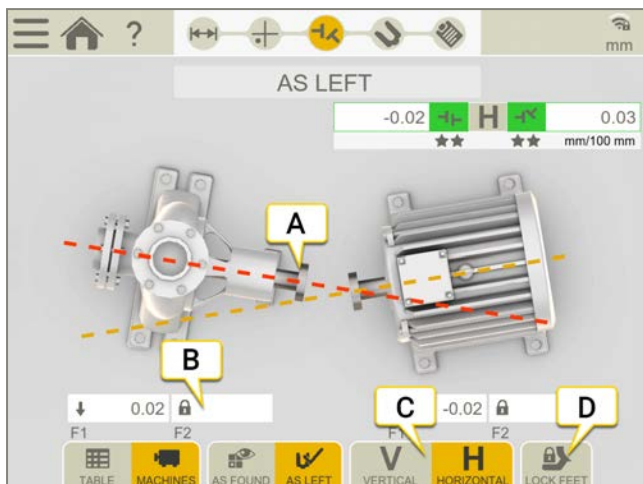 ?
mm
AS LEFT
-0.02 H 0.03
mm/100 mm
A
B
C
D
0.02
-0.02
F1 F2
F1 F2
V H
TABLE MACHINES AS FOUND AS LEFT VERTICAL HORIZONTAL LOCK FEET